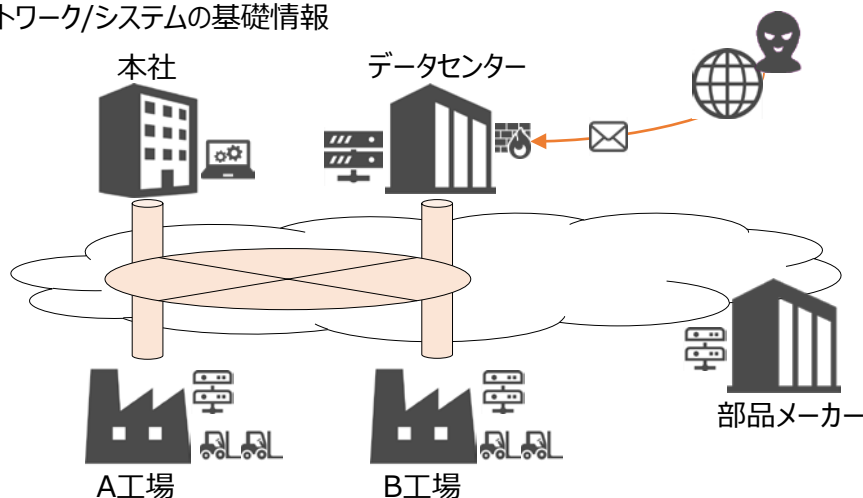 トワーク/システムの基礎情報
本社
データセンター
部品メーカー
A工場
B工場